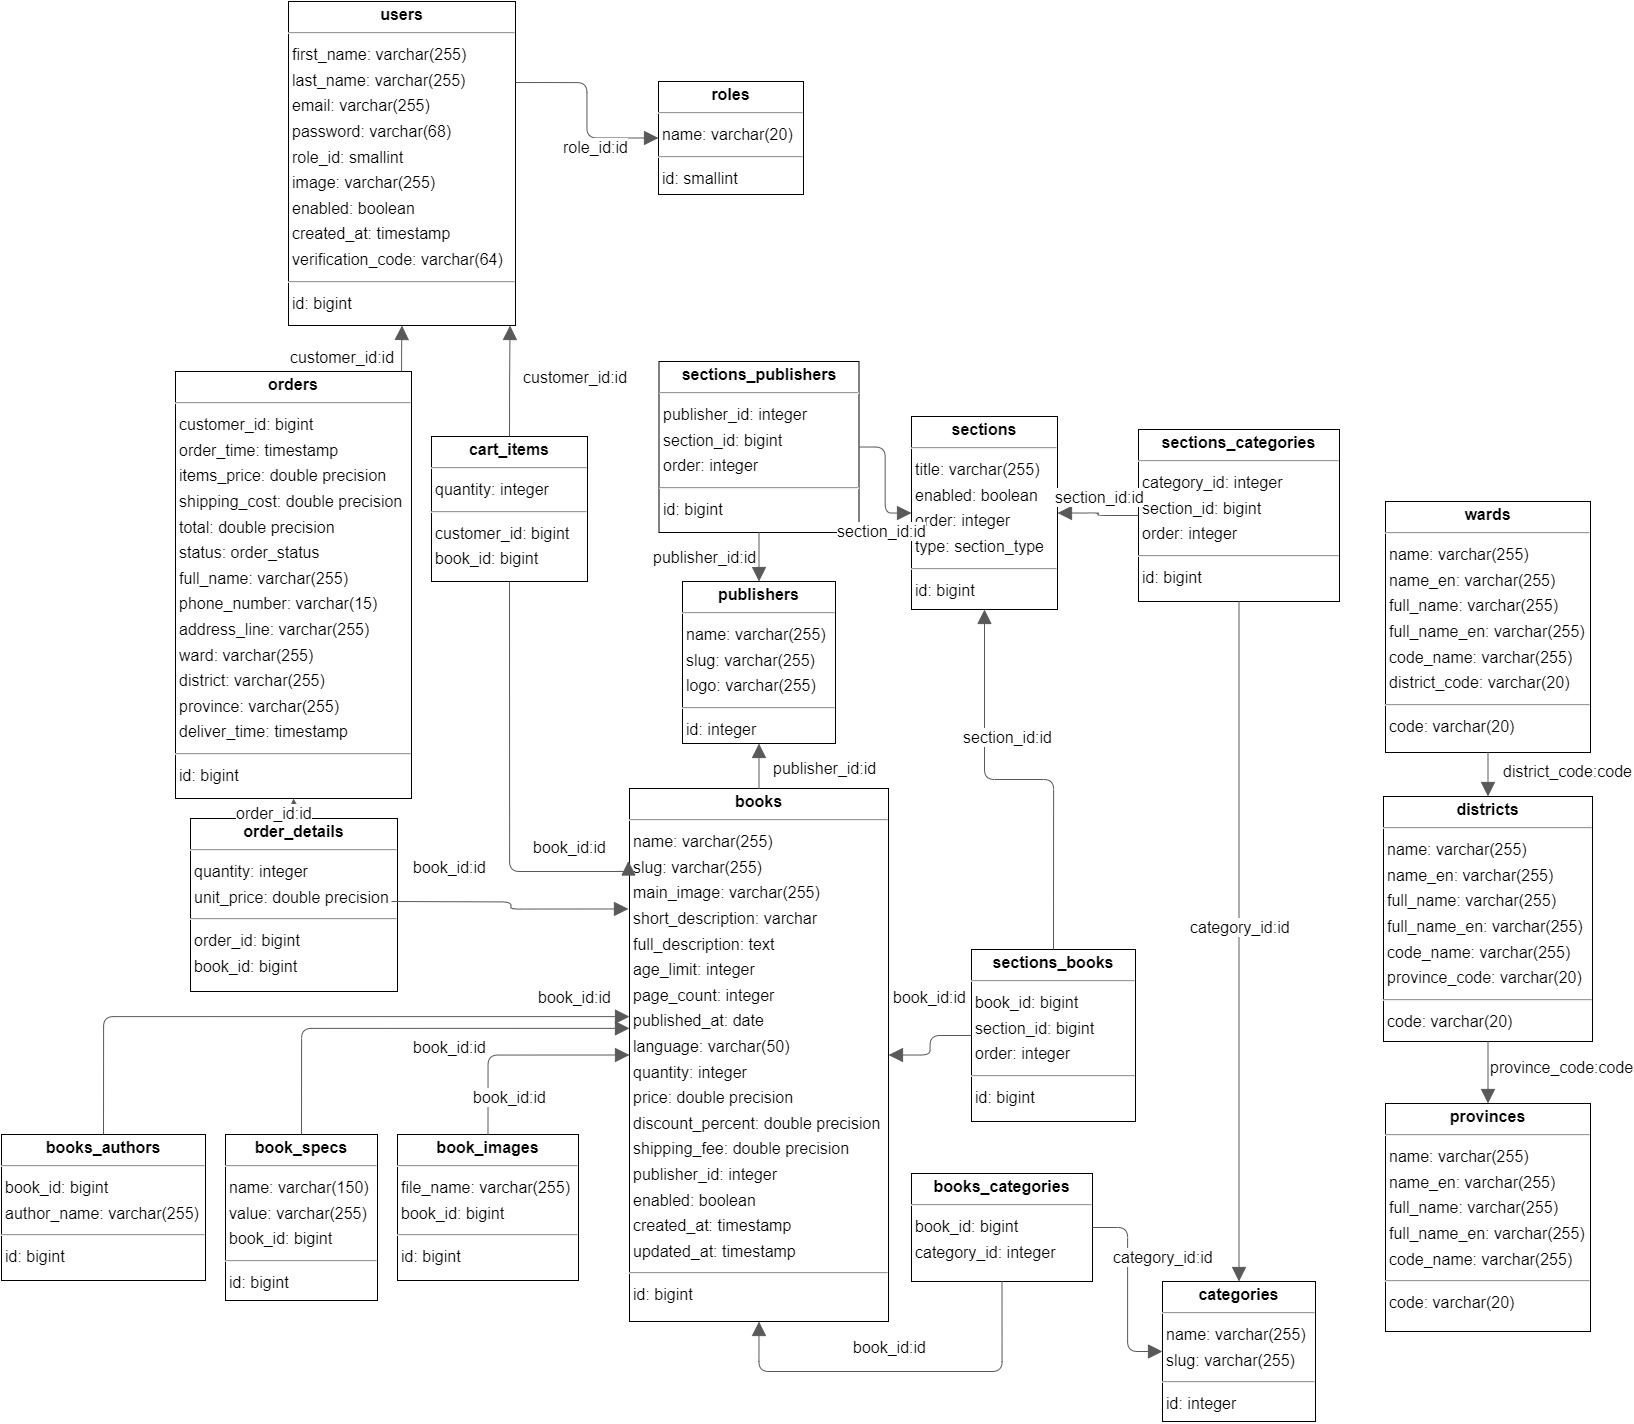 users
first_name: varchar(255)
last_name: varchar(255)
email: varchar(255)
password: varchar(68)
role_id: smallint
image: varchar(255)
enabled: boolean
created_at: timestamp
verification_code: varchar(64)
id: bigint
role_id:id
roles
name: varchar(20)
id: smallint
customer_id:id
customer_id:id
orders
customer_id: bigint
order_time: timestamp
items_price: double precision
shipping_cost: double precision
total: double precision
status: order_status
full_name: varchar(255)
phone_number: varchar(15)
address_line: varchar(255)
ward: varchar(255)
district: varchar(255)
province: varchar(255)
deliver_time: timestamp
id: bigint
cart_items
quantity: integer
customer_id: bigint
book_id: bigint
sections_publishers
publisher_id: integer
section_id: bigint
order: integer
id: bigint
section_id:id
publisher_id:id
sections
title: varchar(255)
enabled: boolean
order: integer
type: section_type
id: bigint
section_id:id
sections_categories
category_id: integer
section_id: bigint
order: integer
id: bigint
publishers
name: varchar(255)
slug: varchar(255)
logo: varchar(255)
id: integer
publisher_id:id
section_id:id
category_id:id
wards
name: varchar(255)
name_en: varchar(255)
full_name: varchar(255)
full_name_en: varchar(255)
code_name: varchar(255)
district_code: varchar(20)
code: varchar(20)
district_code:code
districts
name: varchar(255)
name_en: varchar(255)
full_name: varchar(255)
full_name_en: varchar(255)
code_name: varchar(255)
province_code: varchar(20)
code: varchar(20)
province_code:code
provinces
name: varchar(255)
name_en: varchar(255)
full_name: varchar(255)
full_name_en: varchar(255)
code_name: varchar(255)
code: varchar(20)
order_id:id
order_details
quantity: integer
unit_price: double precision
order_id: bigint
book_id: bigint
book_id:id
book_id:id
books
name: varchar(255)
slug: varchar(255)
main_image: varchar(255)
short_description: varchar
full_description: text
age_limit: integer
page_count: integer
published_at: date
language: varchar(50)
quantity: integer
price: double precision
discount_percent: double precision
shipping_fee: double precision
publisher_id: integer
enabled: boolean
created_at: timestamp
updated_at: timestamp
id: bigint
book_id:id
sections_books
book_id: bigint
section_id: bigint
order: integer
id: bigint
book_id:id
book_id:id
book_id:id
books_authors
book_id: bigint
author_name: varchar(255)
id: bigint
book_specs
name: varchar(150)
value: varchar(255)
book_id: bigint
id: bigint
book_images
file_name: varchar(255)
book_id: bigint
id: bigint
books_categories
book_id: bigint
category_id: integer
category_id:id
book_id:id
categories
name: varchar(255)
slug: varchar(255)
id: integer